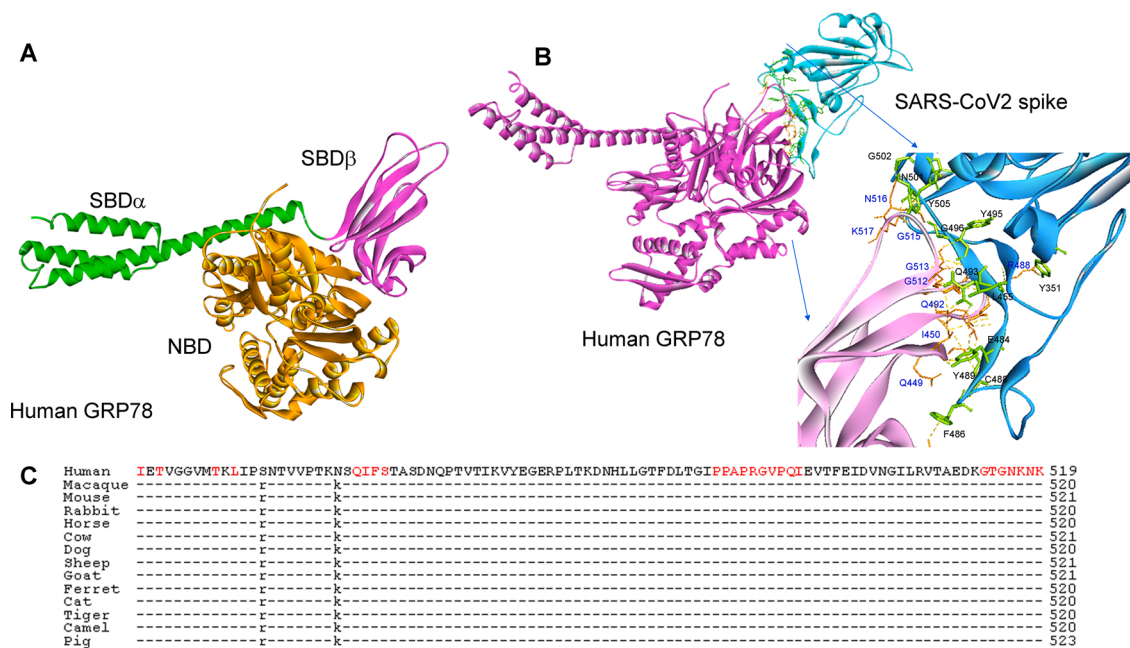 A
SBDα
SBDβ
NBD
Human GRP78
B
SARS-CoV2 spike
Human GRP78
G502
N501
Y505
N516
K517
G515
G496
Y495
G513
G512
Q493
R488
Y351
L455
Q492
I450
E484
Y489
C488
Q449
F486
C
Human IETVGGVMTKLIPSNTVVPTKNSQIFSTASDNQPTVTIKVYEGERPLTKDNHLLGTFDLTGIPPAPRGVPQIEVTFEIDVNGILRVTAEDKGTGNKNK 519
Macaque -------------r-------k---------------------------------------------------------------------------- 520
Mouse -------------r-------k---------------------------------------------------------------------------- 521
Rabbit -------------r-------k---------------------------------------------------------------------------- 520
Horse -------------r-------k---------------------------------------------------------------------------- 520
Cow -------------r-------k---------------------------------------------------------------------------- 521
Dog -------------r-------k---------------------------------------------------------------------------- 520
Sheep -------------r-------k---------------------------------------------------------------------------- 521
Goat -------------r-------k---------------------------------------------------------------------------- 521
Ferret -------------r-------k---------------------------------------------------------------------------- 520
Cat -------------r-------k---------------------------------------------------------------------------- 520
Tiger -------------r-------k---------------------------------------------------------------------------- 520
Camel -------------r-------k---------------------------------------------------------------------------- 520
Pig -------------r-------k---------------------------------------------------------------------------- 523